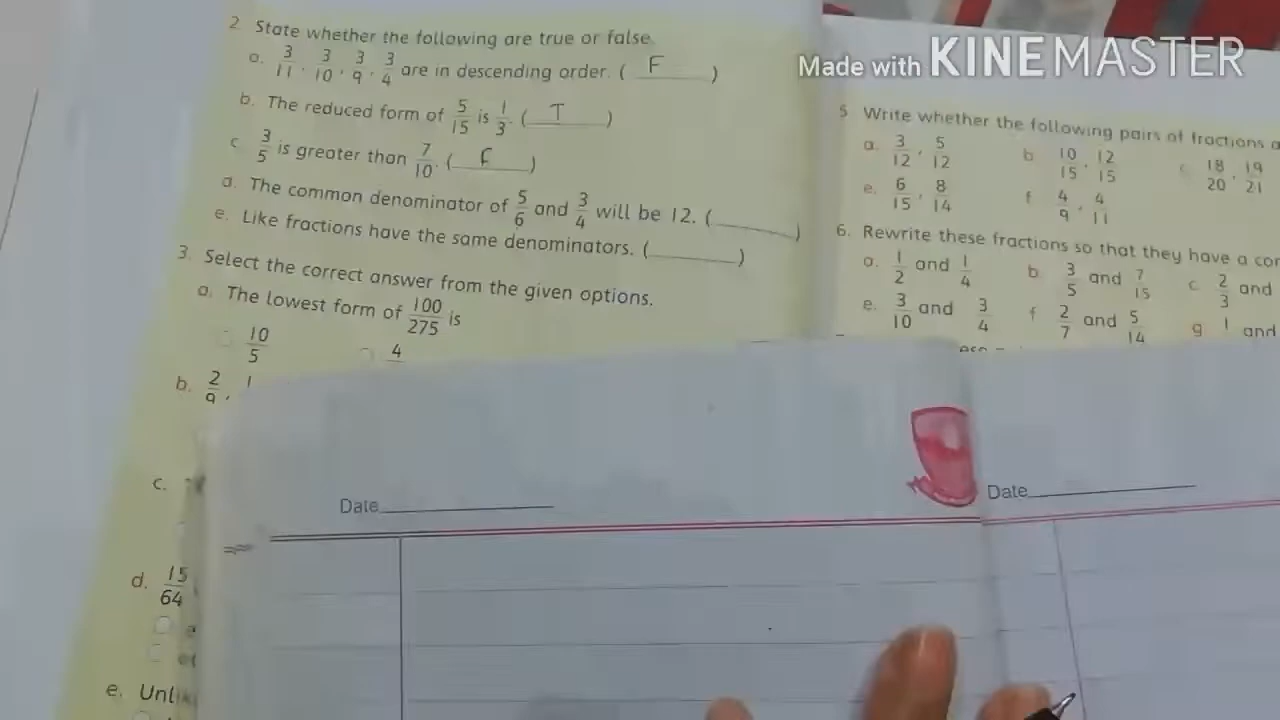 Made with KINEMASTER
2 State whether the following are true or false.
a. 3/11, 3/10, 3/9, 3/4 are in descending order. ( F )
b. The reduced form of 5/15 is 1/3. ( T )
c 3/5 is greater than 7/10. ( F )
d. The common denominator of 5/6 and 3/4 will be 12. (______)
e. Like fractions have the same denominators. (______)
3. Select the correct answer from the given options.
a. The lowest form of 100/275 is
10/5 4
b. 2/9, 1
c.
d. 15/64
e. Unli
5 Write whether the following pairs of fractions a
a. 3/12, 5/12 b 10/15, 12/15 c 18/20, 19/21
e. 6/15, 8/14 f 4/9, 4/11
6. Rewrite these fractions so that they have a co
a. 1/2 and 1/4 b. 3/5 and 7/15 c 2/3 and
e. 3/10 and 3/4 f 2/7 and 5/14 g 1 and
Date
Date